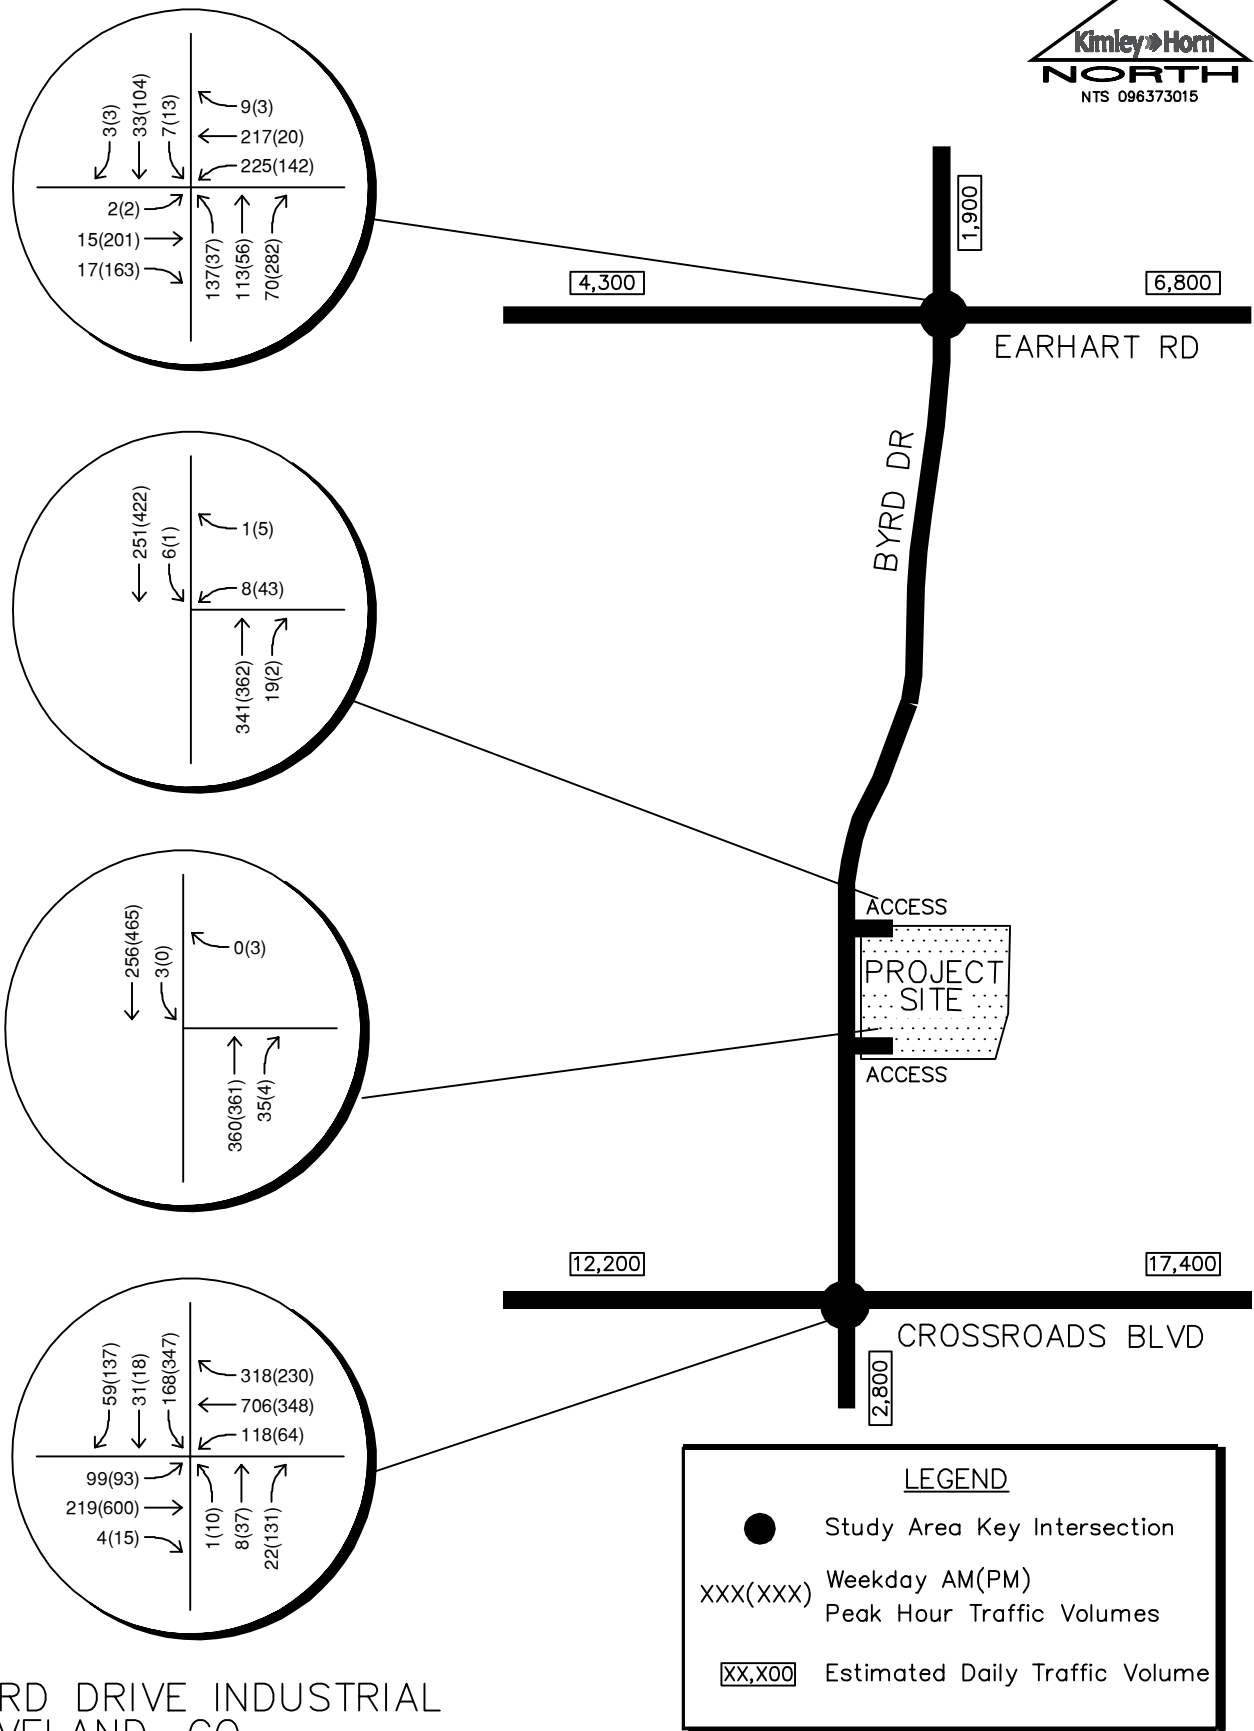 Kimley»Horn
NORTH
NTS 096373015
3(3)
33(104)
7(13)
9(3)
217(20)
225(142)
2(2)
15(201)
17(163)
137(37)
113(56)
70(282)
1,900
4,300
6,800
EARHART RD
BYRD DR
251(422)
6(1)
1(5)
8(43)
341(362)
19(2)
ACCESS
PROJECT
SITE
ACCESS
256(465)
3(0)
0(3)
360(361)
35(4)
12,200
17,400
CROSSROADS BLVD
2,800
59(137)
31(18)
168(347)
318(230)
706(348)
118(64)
99(93)
219(600)
4(15)
1(10)
8(37)
22(131)
LEGEND
Study Area Key Intersection
XXX(XXX) Weekday AM(PM)
Peak Hour Traffic Volumes
XX,X00 Estimated Daily Traffic Volume
RD DRIVE INDUSTRIAL
VELAND, CO